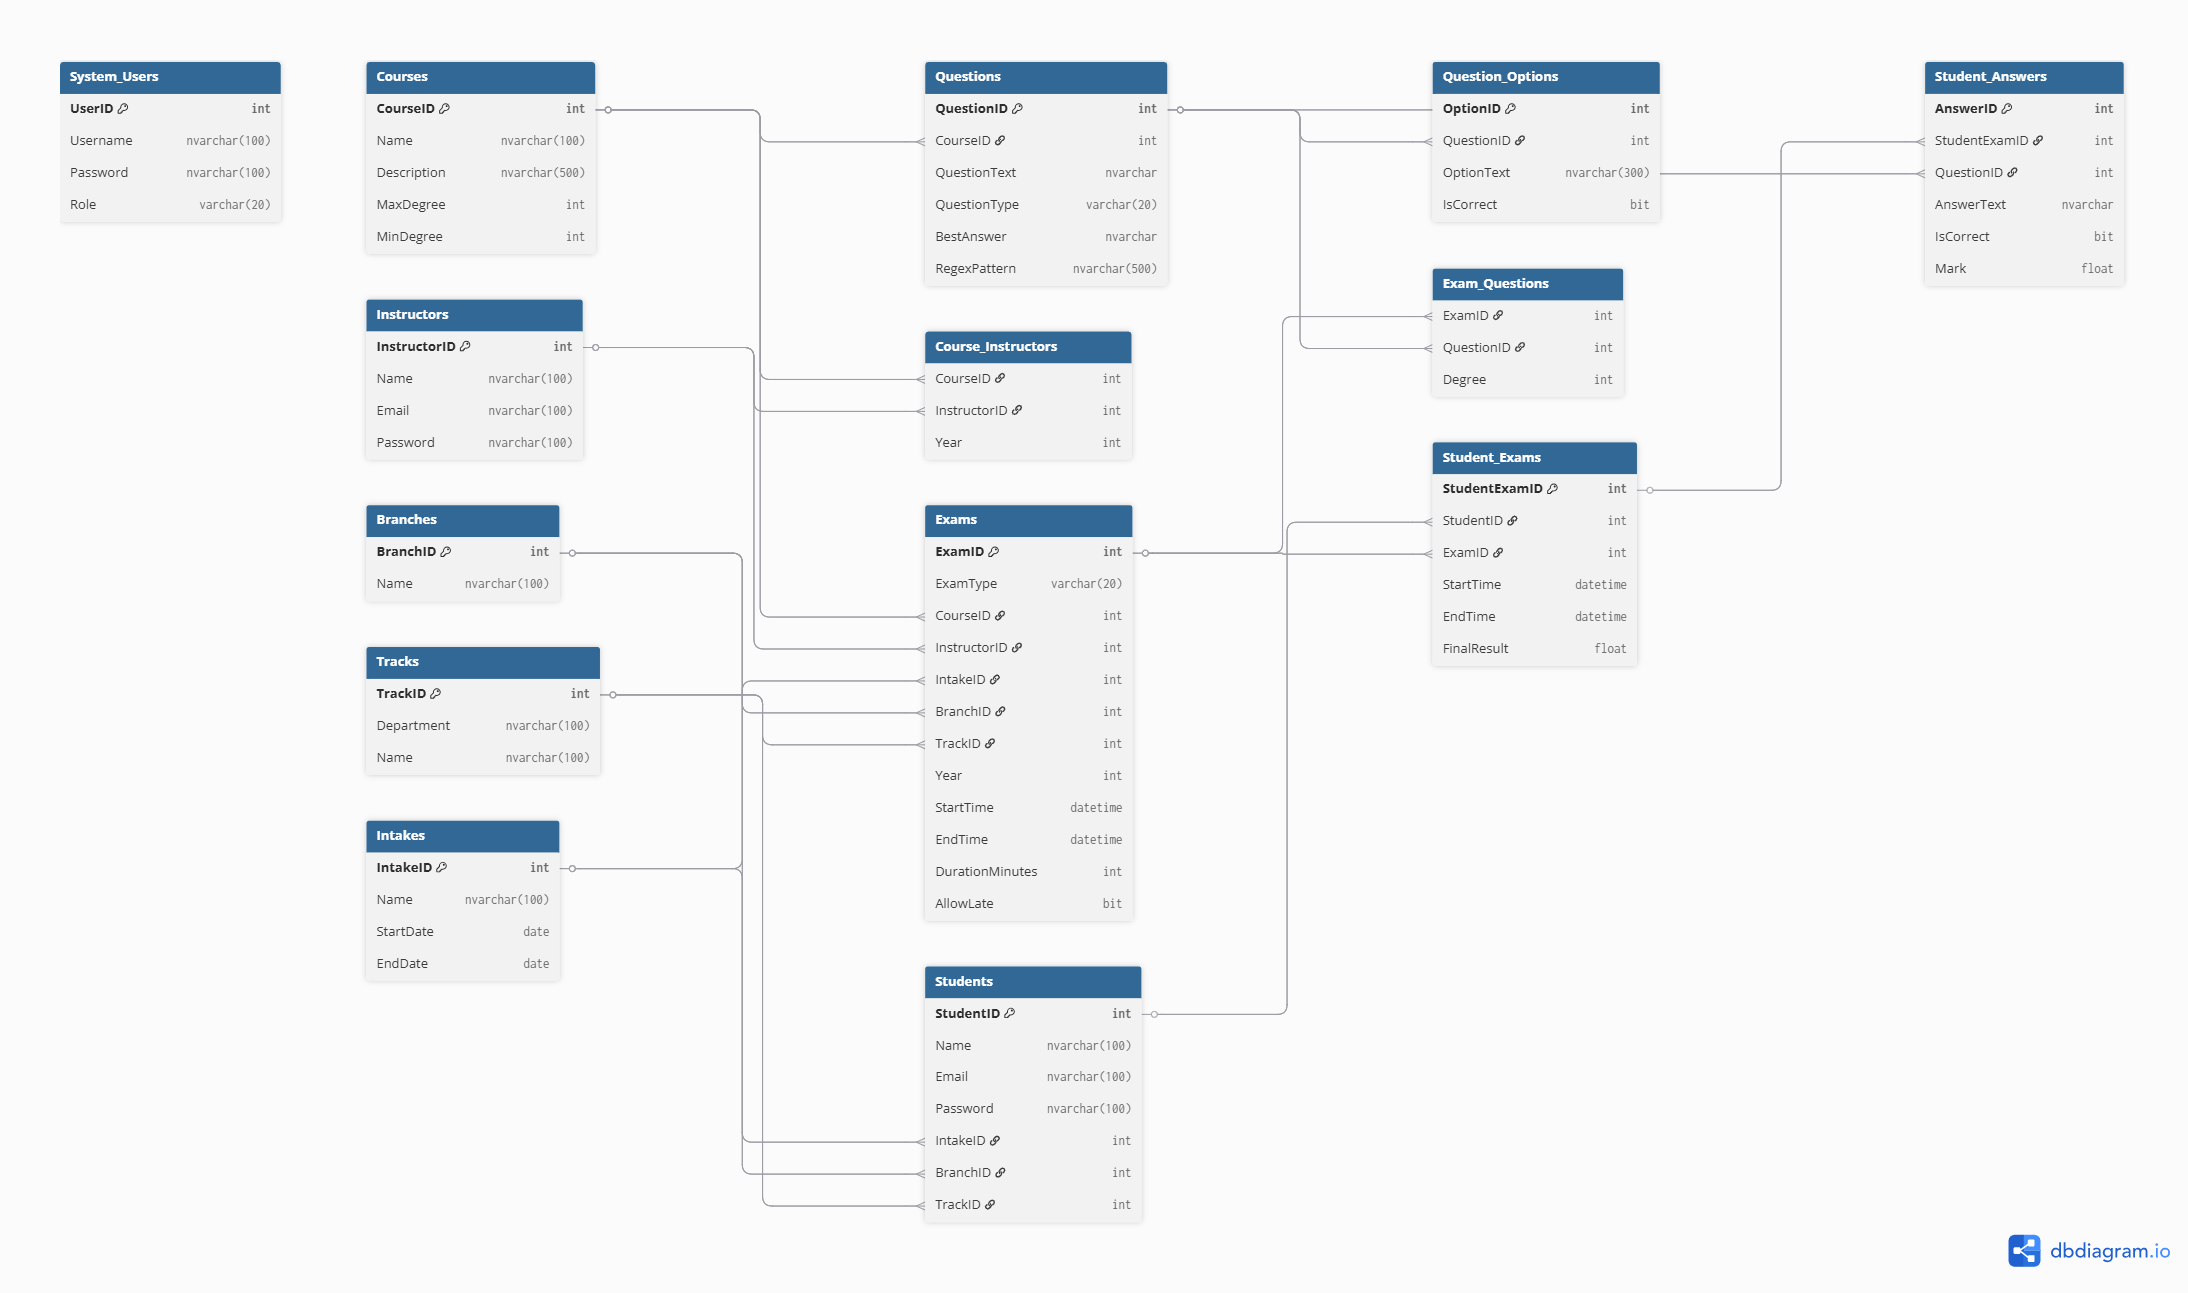 System_Users
UserID int
Username nvarchar(100)
Password nvarchar(100)
Role varchar(20)
Courses
CourseID int
Name nvarchar(100)
Description nvarchar(500)
MaxDegree int
MinDegree int
Instructors
InstructorID int
Name nvarchar(100)
Email nvarchar(100)
Password nvarchar(100)
Branches
BranchID int
Name nvarchar(100)
Tracks
TrackID int
Department nvarchar(100)
Name nvarchar(100)
Intakes
IntakeID int
Name nvarchar(100)
StartDate date
EndDate date
Questions
QuestionID int
CourseID int
QuestionText nvarchar
QuestionType varchar(20)
BestAnswer nvarchar
RegexPattern nvarchar(500)
Course_Instructors
CourseID int
InstructorID int
Year int
Exams
ExamID int
ExamType varchar(20)
CourseID int
InstructorID int
IntakeID int
BranchID int
TrackID int
Year int
StartTime datetime
EndTime datetime
DurationMinutes int
AllowLate bit
Students
StudentID int
Name nvarchar(100)
Email nvarchar(100)
Password nvarchar(100)
IntakeID int
BranchID int
TrackID int
Question_Options
OptionID int
QuestionID int
OptionText nvarchar(300)
IsCorrect bit
Exam_Questions
ExamID int
QuestionID int
Degree int
Student_Exams
StudentExamID int
StudentID int
ExamID int
StartTime datetime
EndTime datetime
FinalResult float
Student_Answers
AnswerID int
StudentExamID int
QuestionID int
AnswerText nvarchar
IsCorrect bit
Mark float
dbdiagram.io